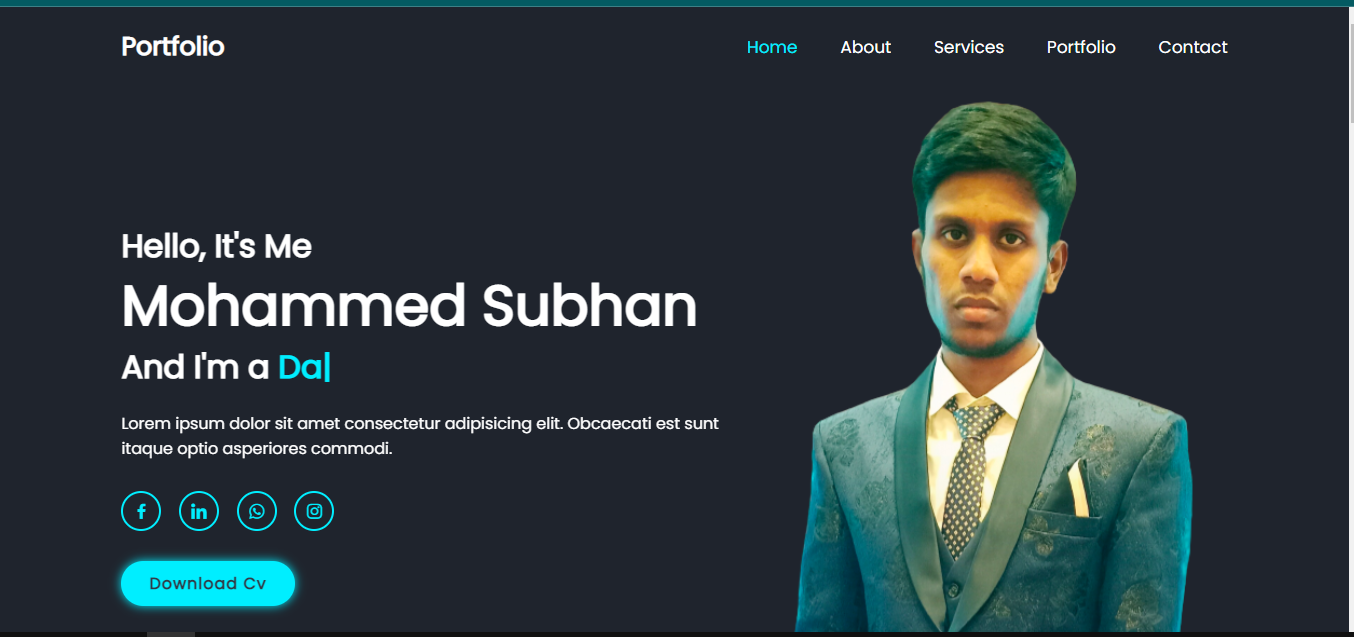 Portfolio
Home About Services Portfolio Contact
Hello, It's Me
Mohammed Subhan
And I'm a Da|
Lorem ipsum dolor sit amet consectetur adipisicing elit. Obcaecati est sunt
itaque optio asperiores commodi.
Download Cv